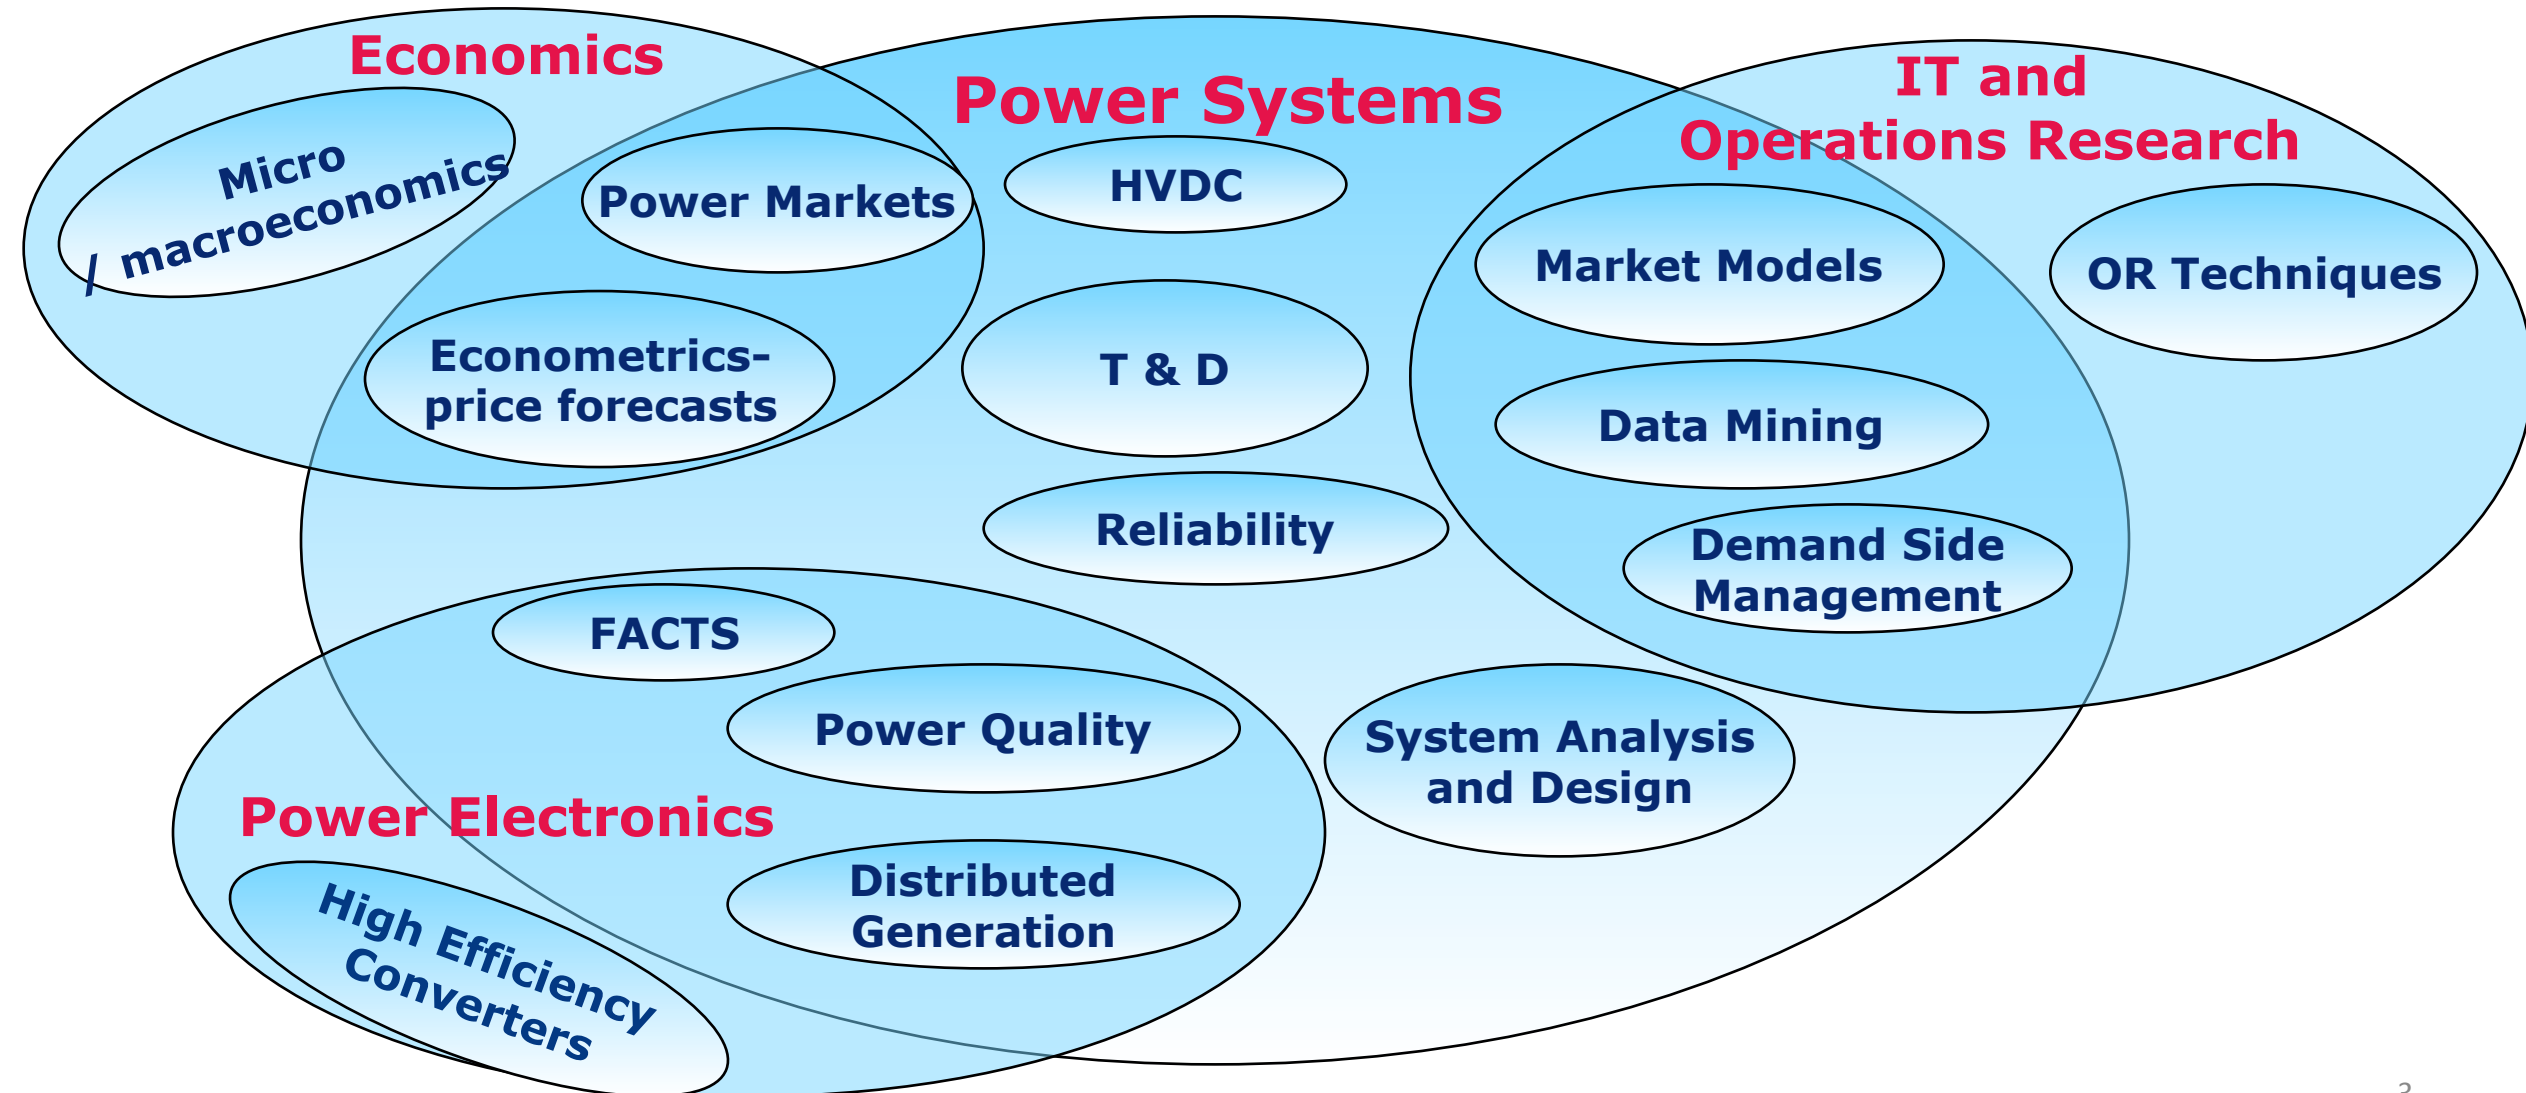 Economics
Micro
/ macroeconomics
Power Markets
Econometrics-
price forecasts
Power Systems
HVDC
T & D
Reliability
IT and
Operations Research
Market Models
OR Techniques
Data Mining
Demand Side
Management
FACTS
Power Quality
Power Electronics
Distributed
Generation
High Efficiency
Converters
System Analysis
and Design
3